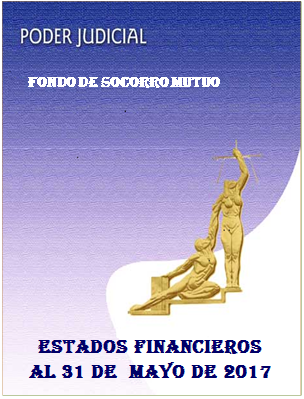 PODER JUDICIAL
FONDO DE SOCORRO MUTUO
ESTADOS FINANCIEROS
AL 31 DE MAYO DE 2017